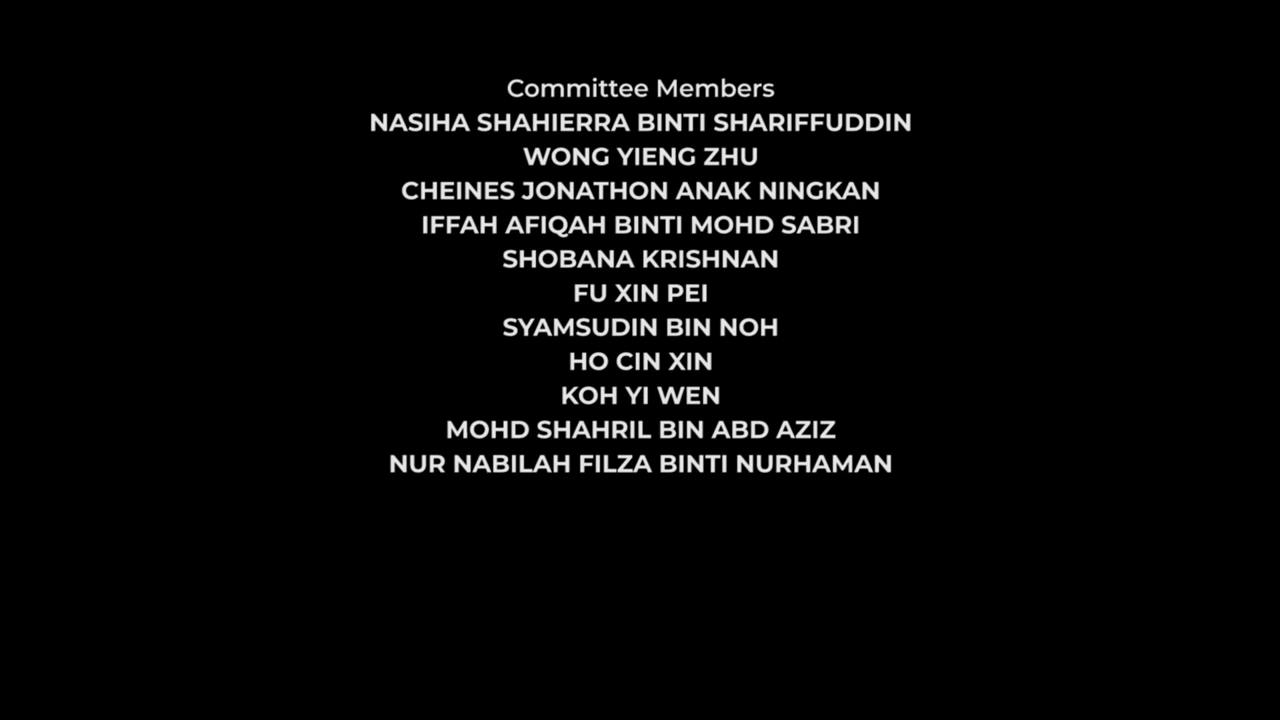 Committee Members
NASIHA SHAHIERRA BINTI SHARIFFUDDIN
WONG YIENG ZHU
CHEINES JONATHON ANAK NINGKAN
IFFAH AFIQAH BINTI MOHD SABRI
SHOBANA KRISHNAN
FU XIN PEI
SYAMSUDIN BIN NOH
HO CIN XIN
KOH YI WEN
MOHD SHAHRIL BIN ABD AZIZ
NUR NABILAH FILZA BINTI NURHAMAN